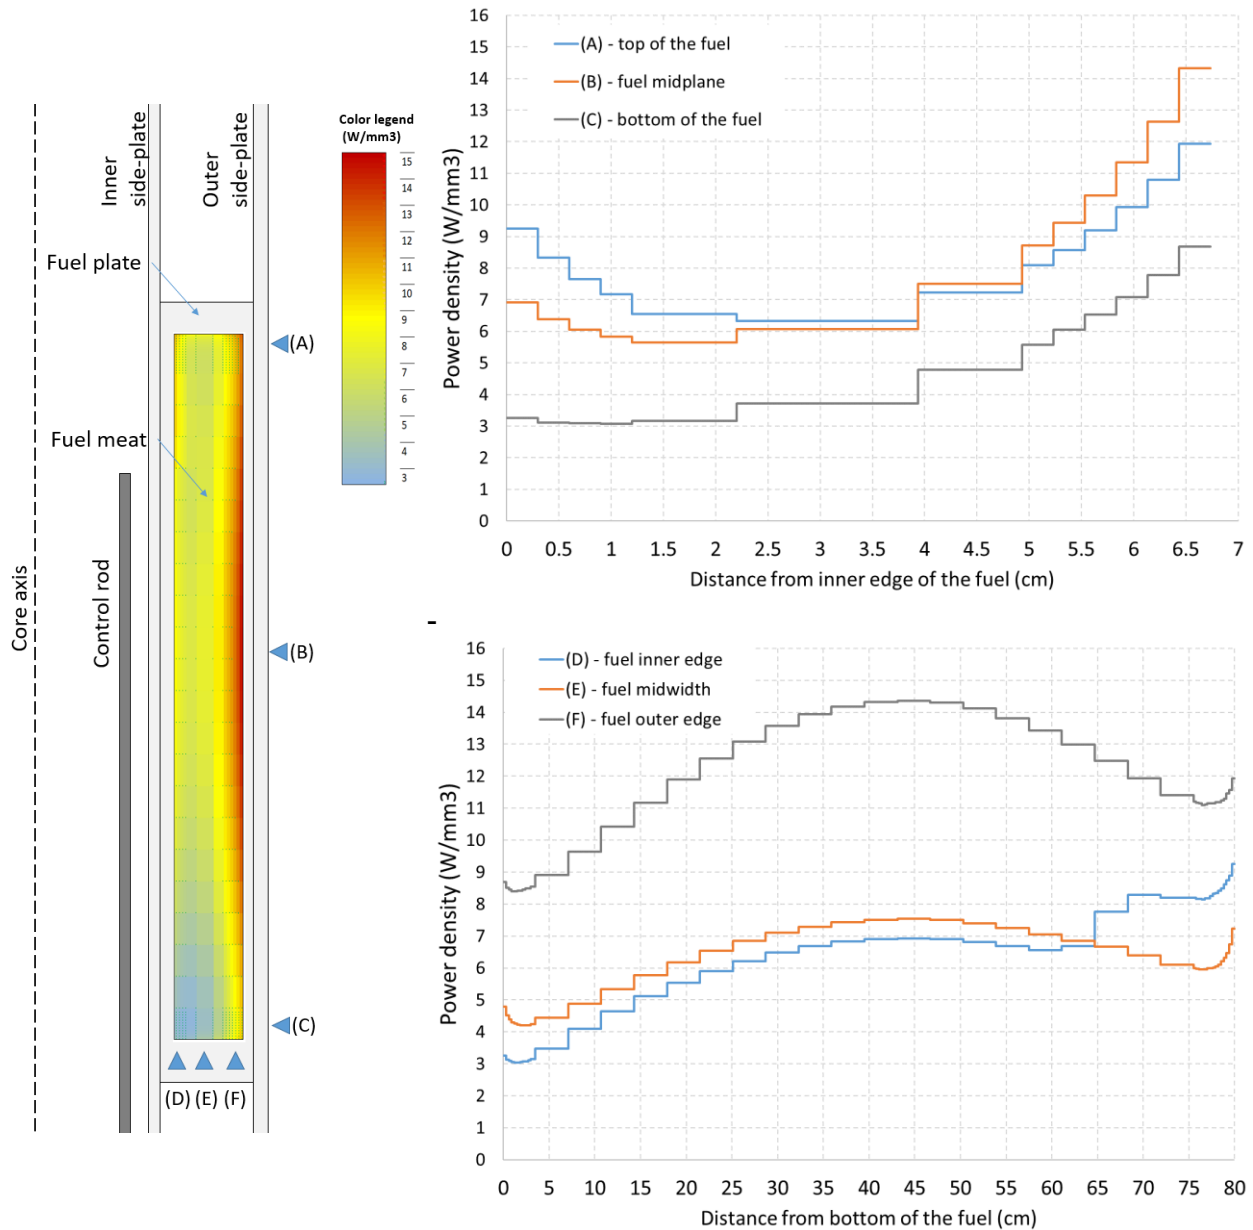 Inner
side-plate
Outer
side-plate
Fuel plate
Fuel meat
Core axis
Control rod
(A)
(B)
(C)
(D) (E) (F)
Color legend
(W/mm3)
15
14
13
12
11
10
9
8
7
6
5
4
3
16
15
14
13
12
11
10
9
8
7
6
5
4
3
2
1
0
Power density (W/mm3)
(A) - top of the fuel
(B) - fuel midplane
(C) - bottom of the fuel
0 0.5 1 1.5 2 2.5 3 3.5 4 4.5 5 5.5 6 6.5 7
Distance from inner edge of the fuel (cm)
-
16
15
14
13
12
11
10
9
8
7
6
5
4
3
2
1
0
Power density (W/mm3)
(D) - fuel inner edge
(E) - fuel midwidth
(F) - fuel outer edge
0 5 10 15 20 25 30 35 40 45 50 55 60 65 70 75 80
Distance from bottom of the fuel (cm)